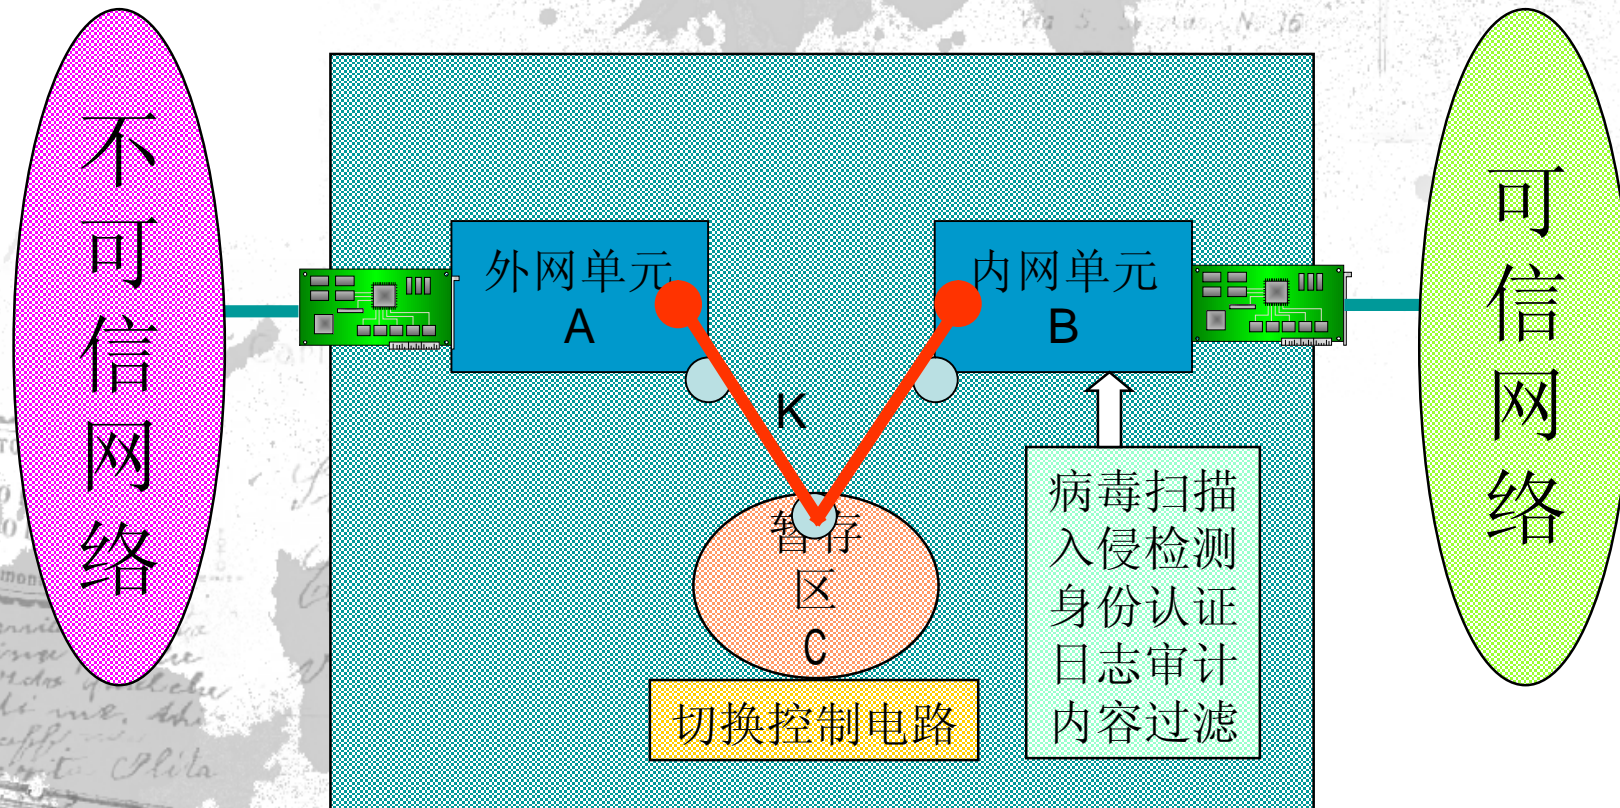 不可信网络
外网单元
A
内网单元
B
K
暂存
区
C
切换控制电路
病毒扫描
入侵检测
身份认证
日志审计
内容过滤
可信网络